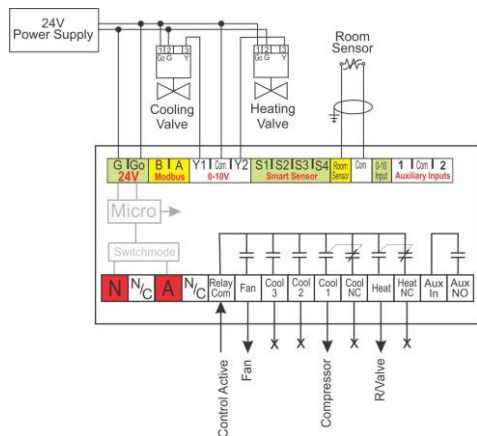 24V
Power Supply
1 2 3
Go G Y
1 2 3
Go G Y
Room
Sensor
Cooling
Valve
Heating
Valve
G Go B A Y1 Com Y2 S1 S2 S3 S4 Room Sensor Com 0-10 Input 1 Com 2
24V Modbus 0-10V Smart Sensor Auxiliary Inputs
Micro
Switchmode
N N/C A N/C Relay Com Fan Cool 3 Cool 2 Cool 1 Cool NC Heat Heat NC Aux In Aux NO
X X X X
Control Active
Fan
Compressor
R/Valve